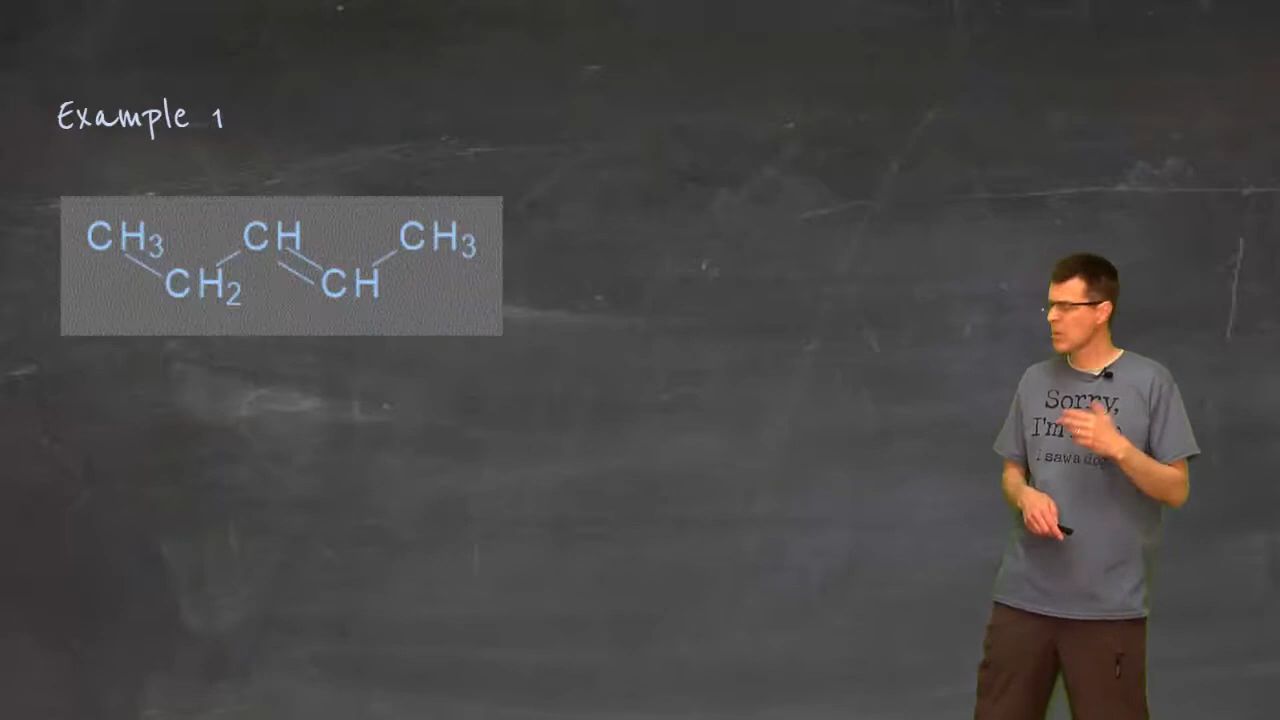 Example 1
CH3 CH CH3
CH2 CH
Sorry,
I'm
I saw a dog